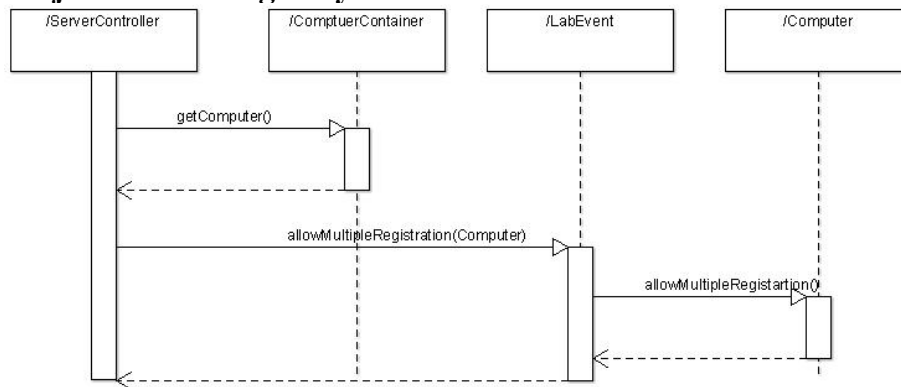 /ServerController
/ComptuerContainer
/LabEvent
/Computer
getComputer()
allowMultipleRegistration(Computer)
allowMultipleRegistartion()